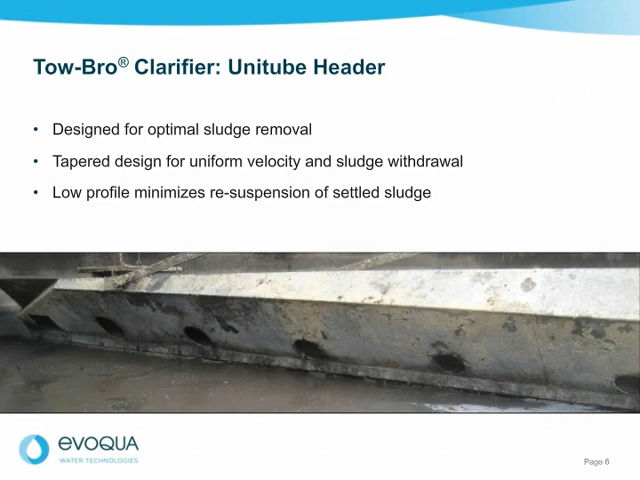 Tow-Bro® Clarifier: Unitube Header
• Designed for optimal sludge removal
• Tapered design for uniform velocity and sludge withdrawal
• Low profile minimizes re-suspension of settled sludge
evoqua
WATER TECHNOLOGIES
Page 6